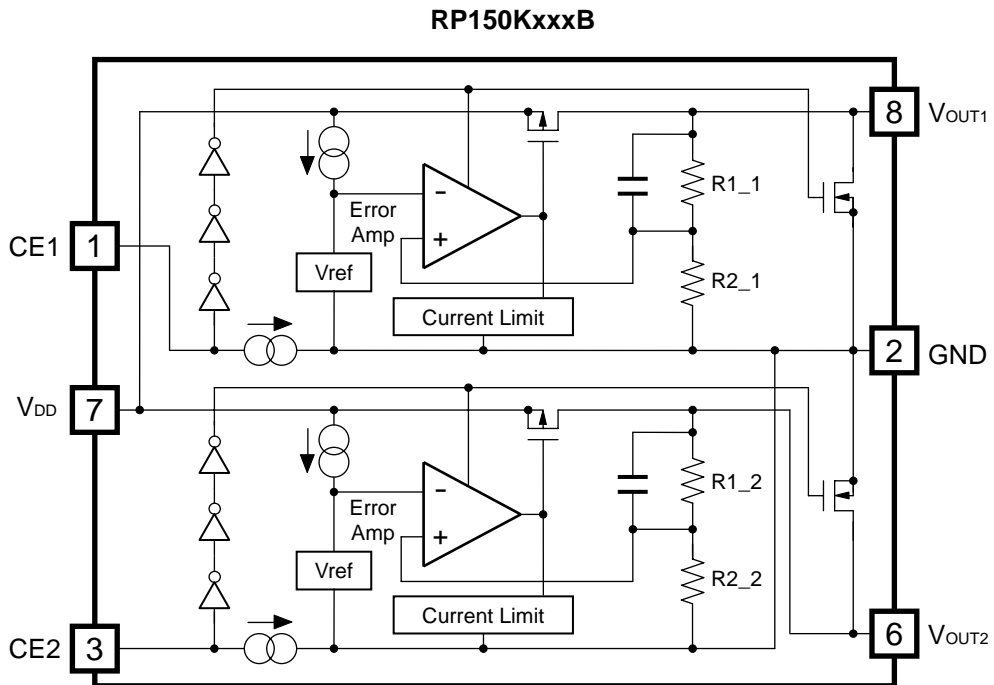 RP150KxxxB
8
VOUT1
R1_1
Error
Amp
-
+
CE1
1
Vref
R2_1
Current Limit
2
GND
VDD
7
R1_2
Error
Amp
-
+
Vref
R2_2
Current Limit
CE2
3
6
VOUT2